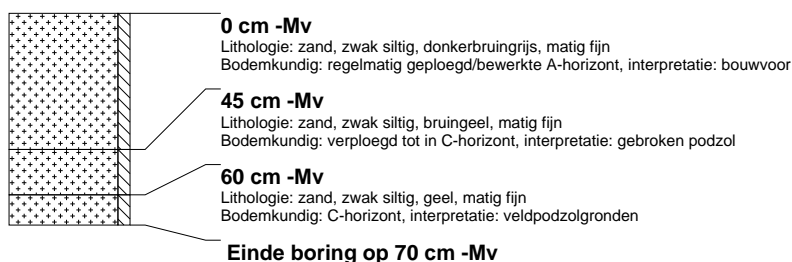 0 cm -Mv
Lithologie: zand, zwak siltig, donkerbruingrijs, matig fijn
Bodemkundig: regelmatig geploegd/bewerkte A-horizont, interpretatie: bouwvoor
45 cm -Mv
Lithologie: zand, zwak siltig, bruingeel, matig fijn
Bodemkundig: verploegd tot in C-horizont, interpretatie: gebroken podzol
60 cm -Mv
Lithologie: zand, zwak siltig, geel, matig fijn
Bodemkundig: C-horizont, interpretatie: veldpodzolgronden
Einde boring op 70 cm -Mv